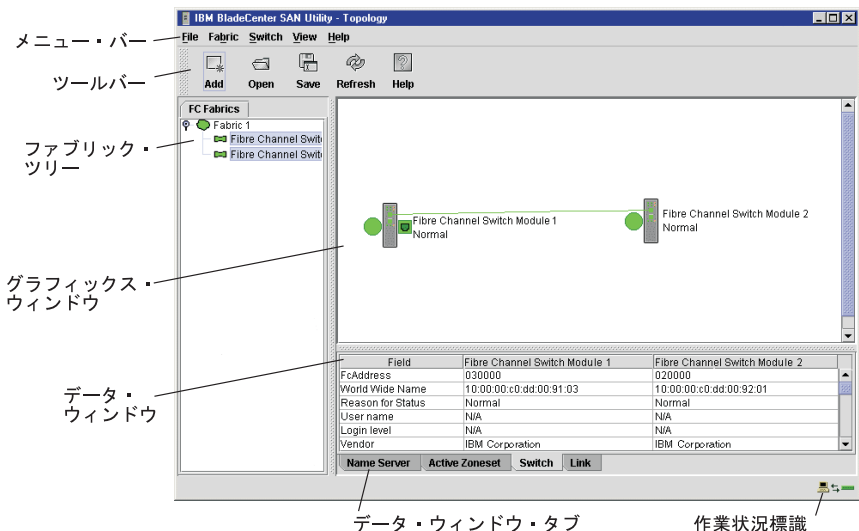 IBM BladeCenter SAN Utility - Topology
File Fabric Switch View Help
メニュー・バー
Add Open Save Refresh Help
ツールバー
FC Fabrics
Fabric 1
Fibre Channel Swit
Fibre Channel Swit
ファブリック・
ツリー
Fibre Channel Switch Module 1
Normal
Fibre Channel Switch Module 2
Normal
グラフィックス・
ウィンドウ
Field Fibre Channel Switch Module 1 Fibre Channel Switch Module 2
FcAddress 030000 020000
World Wide Name 10:00:00:c0:dd:00:91:03 10:00:00:c0:dd:00:92:01
Reason for Status Normal Normal
User name N/A N/A
Login level N/A N/A
Vendor IBM Corporation IBM Corporation
データ・
ウィンドウ
Name Server Active Zoneset Switch Link
データ・ウィンドウ・タブ
作業状況標識